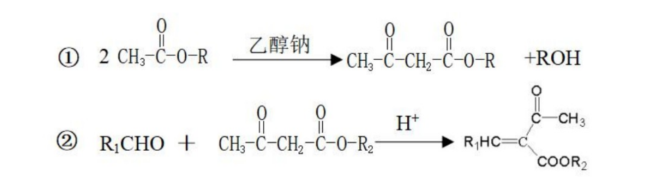 O O O
① 2 CH₃-C-O-R 乙醇钠 CH₃-C-CH₂-C-O-R +ROH
O O O
② R₁CHO + CH₃-C-CH₂-C-O-R₂ H⁺ R₁HC=C C-CH₃
COOR₂